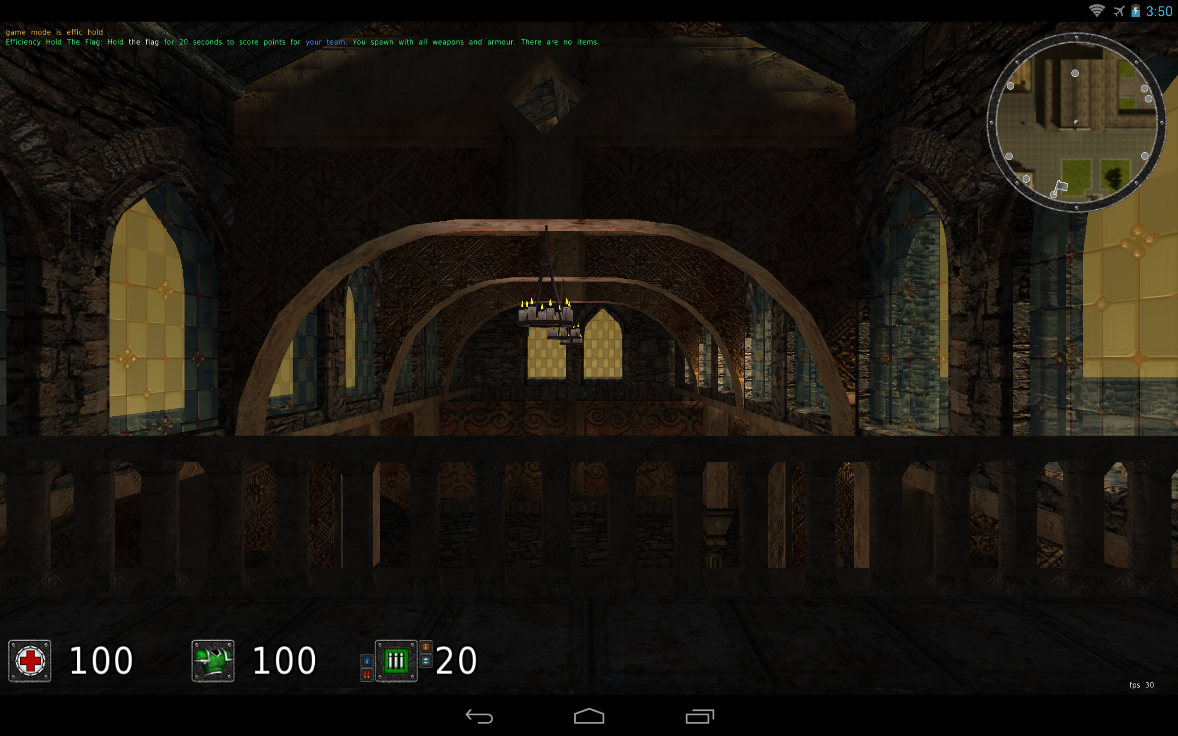 3:50
game mode is effic hold
Efficiency Hold The Flag: Hold the flag for 20 seconds to score points for your team. You spawn with all weapons and armour. There are no items.
100 100 20
fps 30